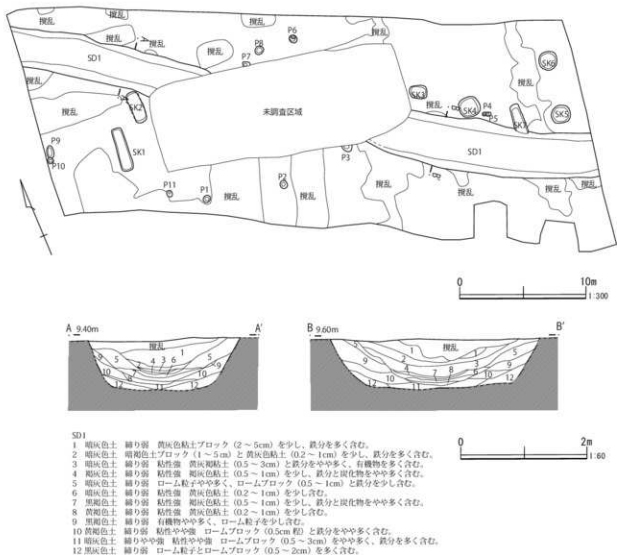 撹乱
撹乱
撹乱
撹乱
P6
P8
P7
SD1
撹乱
SK2
撹乱
未調査区域
SK3
撹乱
SK4
P4
P5
SK7
撹乱
SK6
SK5
P9
P10
SK1
P3
SD1
P11
P1
撹乱
P2
撹乱
撹乱
撹乱
撹乱
撹乱
0 10m
1:300
A 9.40m A'
撹乱
B 9.60m B'
撹乱
SD1
1 暗灰色土 締り弱 黄灰色粘土ブロック（2～5cm）を少し、鉄分を多く含む。
2 暗灰色土 暗褐色土ブロック（1～5cm）と黄灰色粘土（0.2～1cm）を少し、鉄分を多く含む。
3 暗灰色土 締り弱 粘性強 黄灰褐粘土（0.5～3cm）と鉄分をやや多く、有機物を多く含む。
4 褐灰色土 締り弱 粘性強 褐灰色粘土（0.5～1cm）を少し、鉄分と炭化物をやや多く含む。
5 暗灰色土 締り弱 ローム粒子やや多く、ロームブロック（0.5～1cm）と鉄分を少し含む。
6 暗灰色土 締り弱 粘性強 黄灰色粘土（0.2～1cm）を少し含む。
7 黒褐色土 締り弱 粘性強 褐灰色粘土（0.5～1cm）を少し、鉄分と炭化物をやや多く含む。
8 黄褐色土 締り弱 粘性強 黄灰色粘土（0.2～1cm）を少し含む。
9 黒褐色土 締り弱 有機物やや多く、ローム粒子を少し含む。
10 黄褐色土 締り弱 粘性やや強 ロームブロック（0.5cm 程）と鉄分をやや多く含む。
11 暗灰色土 締りやや強 粘性やや強 ロームブロック（0.5～3cm）をやや多く、鉄分を多く含む。
12 黒灰色土 締り弱 ローム粒子とロームブロック（0.5～2cm）を多く含む。
0 2m
1:60